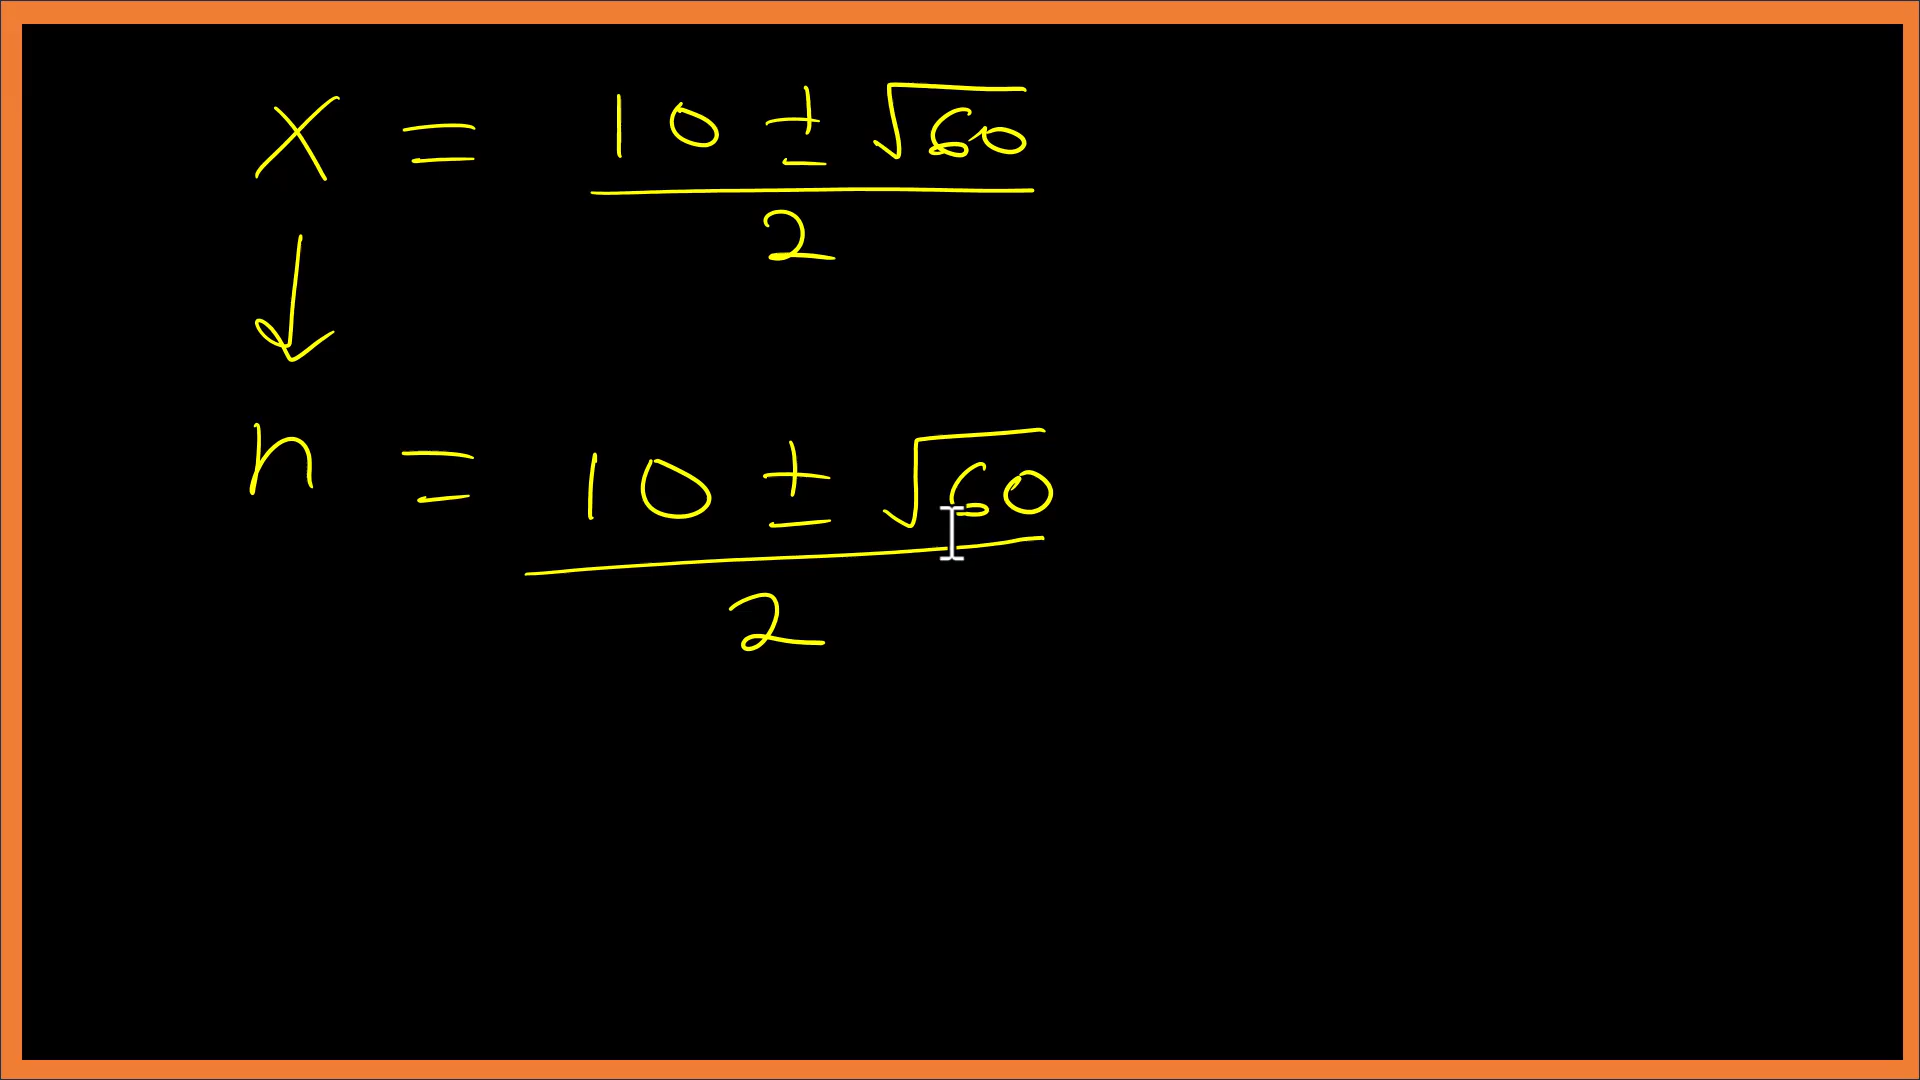 x = 10 ± √60
2
↓
n = 10 ± √60
2